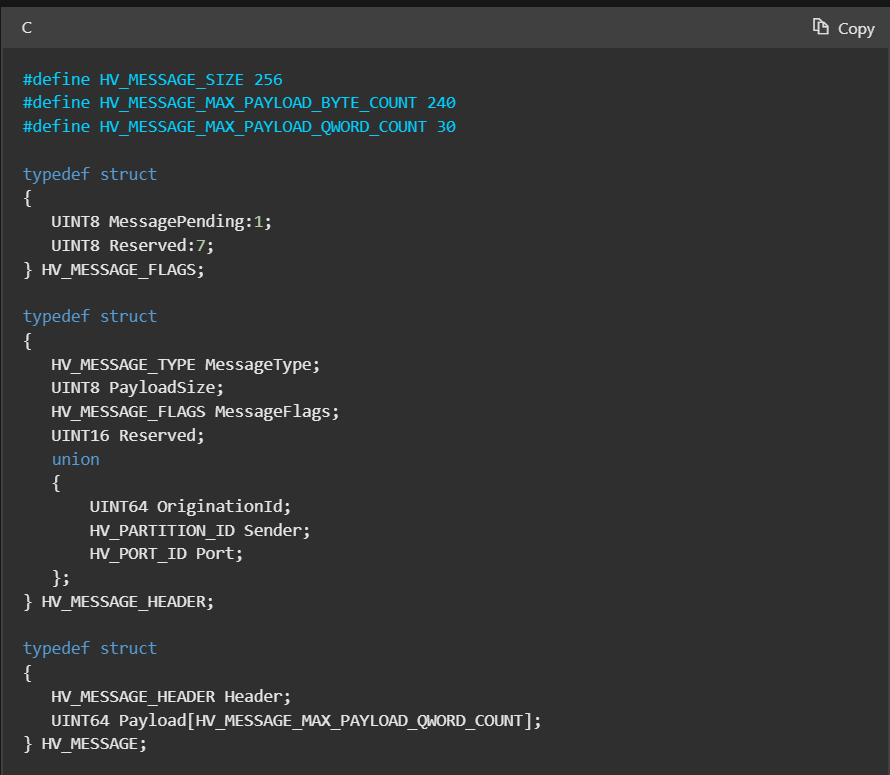 C
Copy
#define HV_MESSAGE_SIZE 256
#define HV_MESSAGE_MAX_PAYLOAD_BYTE_COUNT 240
#define HV_MESSAGE_MAX_PAYLOAD_QWORD_COUNT 30
typedef struct
{
UINT8 MessagePending:1;
UINT8 Reserved:7;
} HV_MESSAGE_FLAGS;
typedef struct
{
HV_MESSAGE_TYPE MessageType;
UINT8 PayloadSize;
HV_MESSAGE_FLAGS MessageFlags;
UINT16 Reserved;
union
{
UINT64 OriginationId;
HV_PARTITION_ID Sender;
HV_PORT_ID Port;
};
} HV_MESSAGE_HEADER;
typedef struct
{
HV_MESSAGE_HEADER Header;
UINT64 Payload[HV_MESSAGE_MAX_PAYLOAD_QWORD_COUNT];
} HV_MESSAGE;